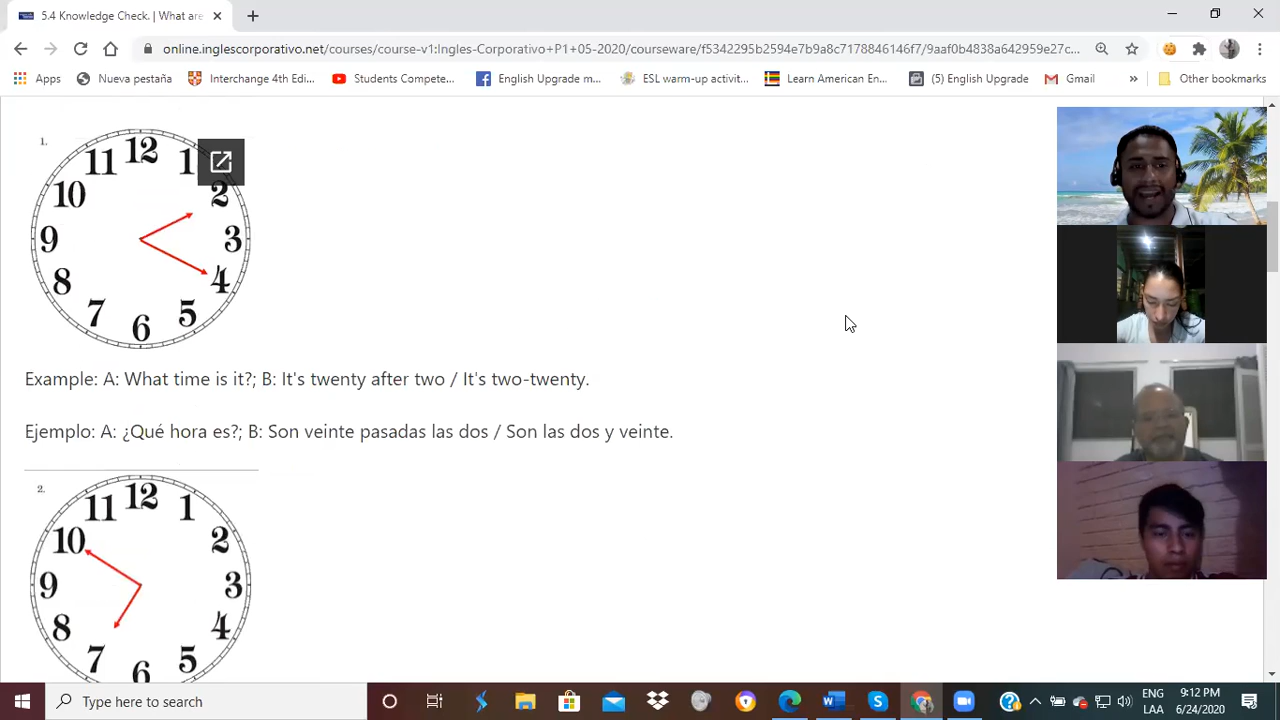 5.4 Knowledge Check. | What are
online.inglescorporativo.net/courses/course-v1:Ingles-Corporativo+P1+05-2020/courseware/f5342295b2594e7b9a8c7178846146f7/9aaf0b4838a642959e27c...
Apps Nueva pestaña Interchange 4th Edi... Students Compete... English Upgrade m... ESL warm-up activit... Learn American En... (5) English Upgrade Gmail » Other bookmarks
1.
12
11 1
10 2
9 3
8 4
7 5
6
Example: A: What time is it?; B: It's twenty after two / It's two-twenty.
Ejemplo: A: ¿Qué hora es?; B: Son veinte pasadas las dos / Son las dos y veinte.
2.
12
11 1
10 2
9 3
8 4
7 5
6
Type here to search
ENG 9:12 PM
LAA 6/24/2020